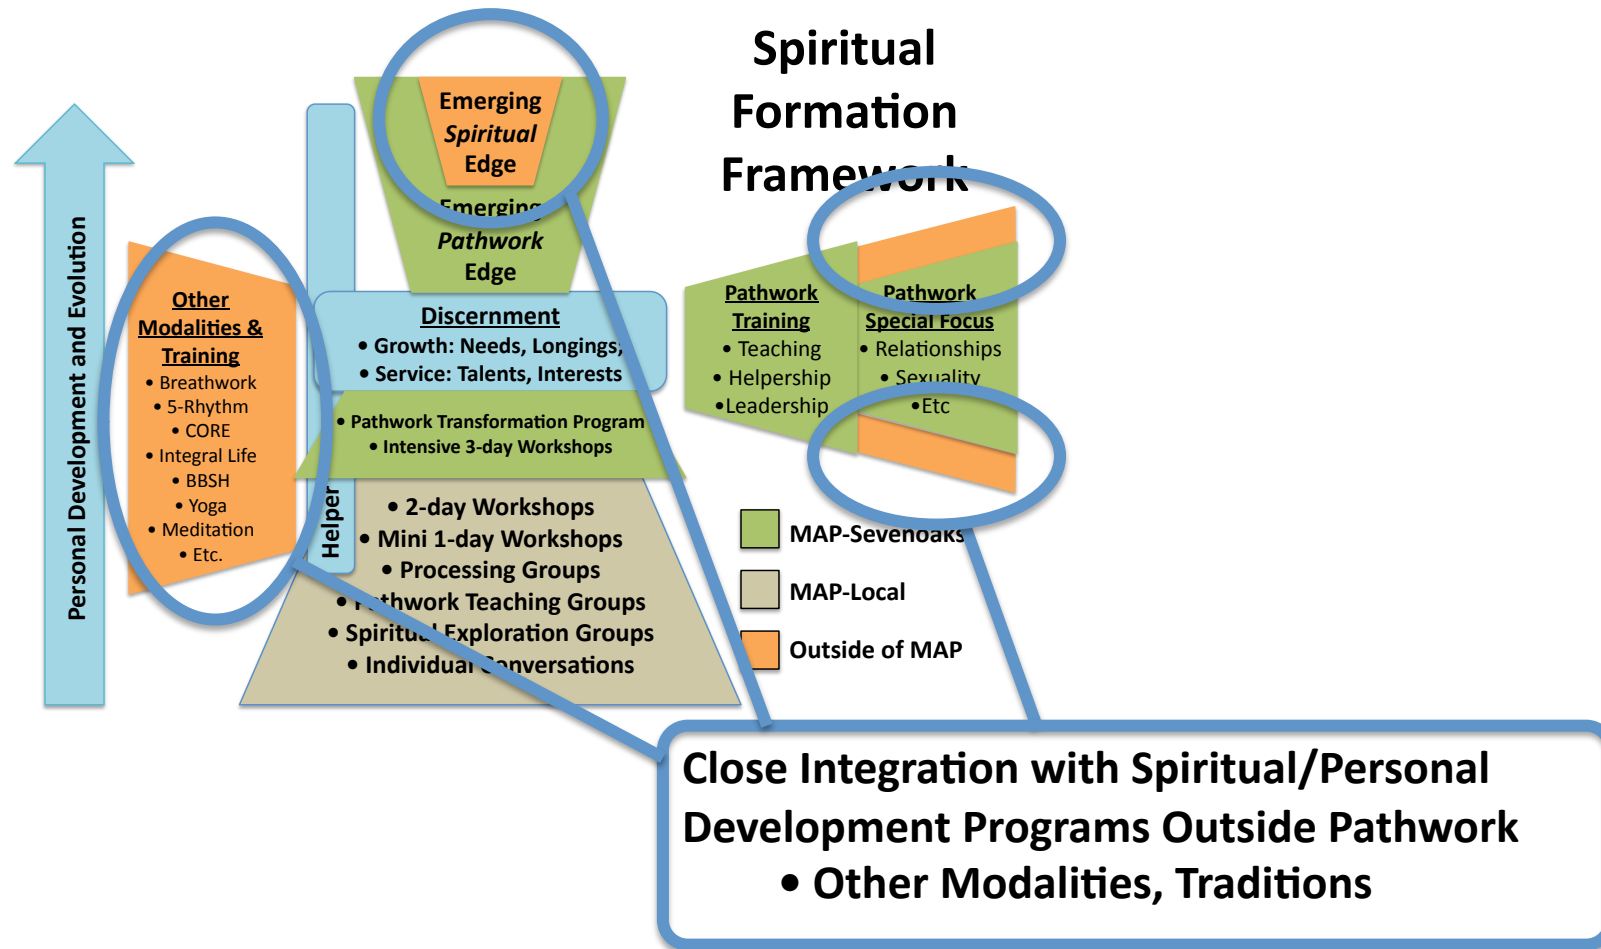 Spiritual
Formation
Framework
Emerging
Spiritual
Edge
Emerging
Pathwork
Edge
Personal Development and Evolution
Other
Modalities &
Training
• Breathwork
• 5-Rhythm
• CORE
• Integral Life
• BBSH
• Yoga
• Meditation
• Etc.
Helper
Discernment
• Growth: Needs, Longings;
• Service: Talents, Interests
• Pathwork Transformation Program
• Intensive 3-day Workshops
• 2-day Workshops
• Mini 1-day Workshops
• Processing Groups
• Pathwork Teaching Groups
• Spiritual Exploration Groups
• Individual Conversations
Pathwork
Training
• Teaching
• Helpership
•Leadership
Pathwork
Special Focus
• Relationships
• Sexuality
•Etc
MAP-Sevenoaks
MAP-Local
Outside of MAP
Close Integration with Spiritual/Personal
Development Programs Outside Pathwork
• Other Modalities, Traditions